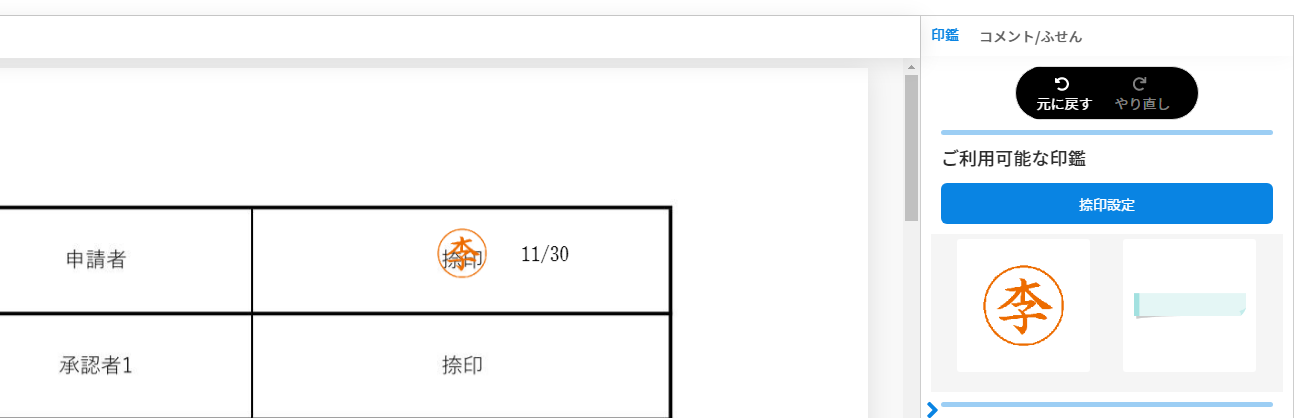 印鑑 コメント/ふせん
元に戻す やり直し
ご利用可能な印鑑
捺印設定
李
申請者 捺印 李 11/30
承認者1 捺印